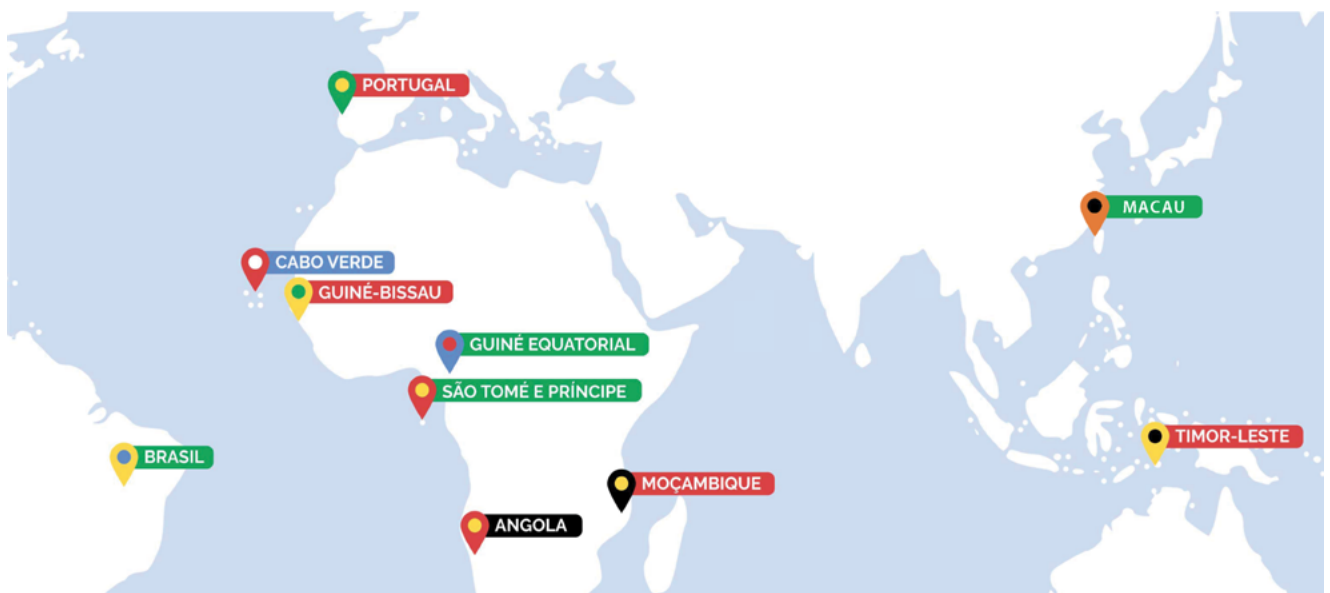 PORTUGAL
MACAU
CABO VERDE
GUINÉ-BISSAU
GUINÉ EQUATORIAL
SÃO TOMÉ E PRÍNCIPE
TIMOR-LESTE
BRASIL
MOÇAMBIQUE
ANGOLA